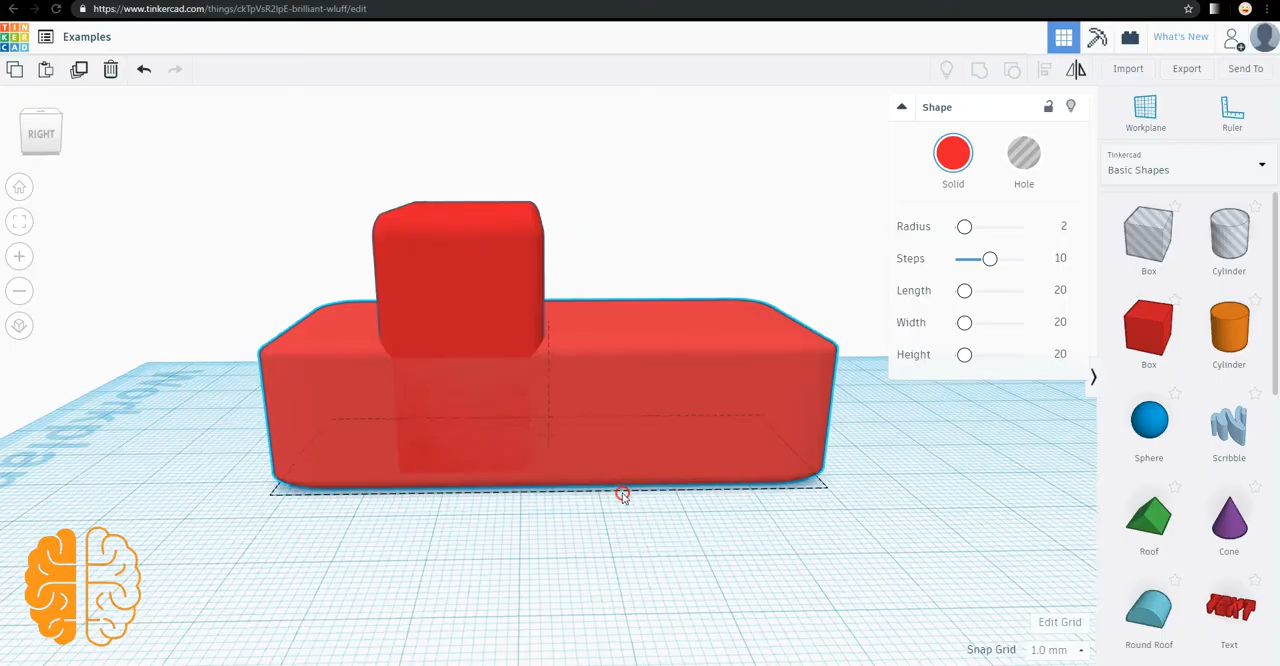 https://www.tinkercad.com/things/ckTpVsR2IpE-brilliant-wluff/edit
TIN
KER
CAD
Examples
What's New
Import
Export
Send To
RIGHT
Shape
Solid
Hole
Radius 2
Steps 10
Length 20
Width 20
Height 20
Workplane
Ruler
Tinkercad
Basic Shapes
Box
Cylinder
Box
Cylinder
Sphere
Scribble
Roof
Cone
TEXT
Round Roof
Text
Edit Grid
Snap Grid 1.0 mm